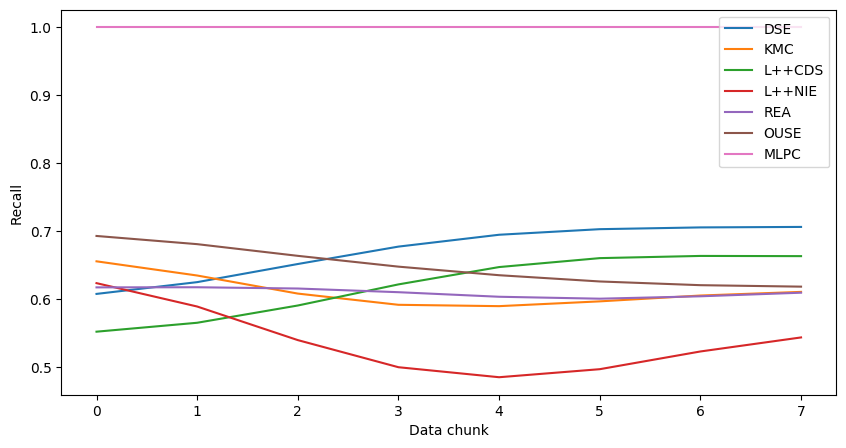 1.0
0.9
0.8
0.7
0.6
0.5
Recall
0
1
2
3
4
5
6
7
Data chunk
DSE
KMC
L++CDS
L++NIE
REA
OUSE
MLPC